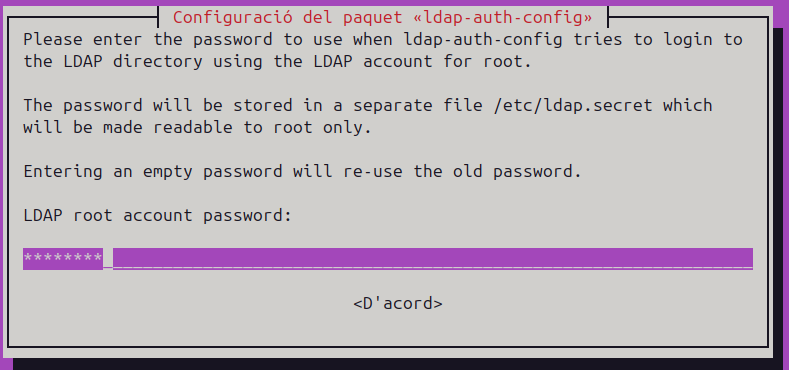 Configuració del paquet «ldap-auth-config»
Please enter the password to use when ldap-auth-config tries to login to
the LDAP directory using the LDAP account for root.
The password will be stored in a separate file /etc/ldap.secret which
will be made readable to root only.
Entering an empty password will re-use the old password.
LDAP root account password:
********
<D'acord>